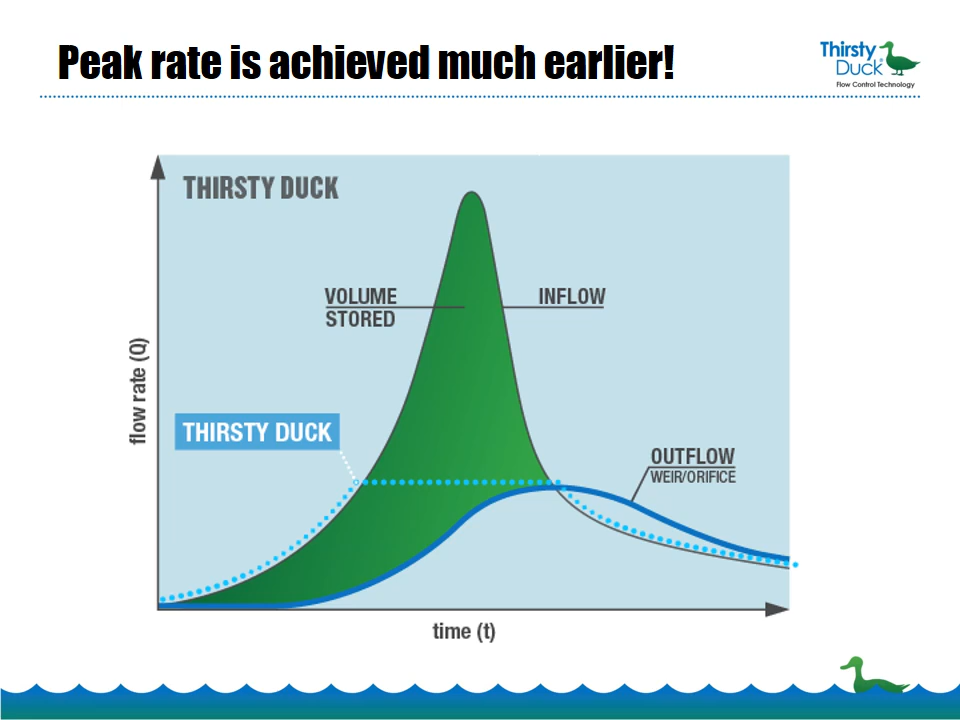 Peak rate is achieved much earlier!
Thirsty
Duck®
Flow Control Technology
THIRSTY DUCK
VOLUME
STORED
INFLOW
flow rate (Q)
THIRSTY DUCK
OUTFLOW
WEIR/ORIFICE
time (t)